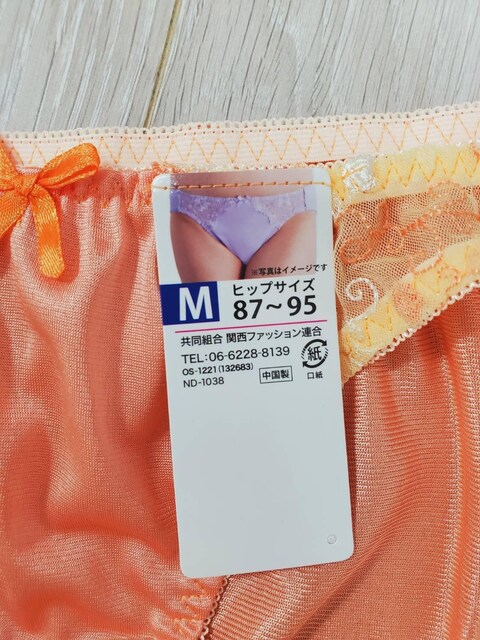 ※写真はイメージです
M
ヒップサイズ
87〜95
共同組合 関西ファッション連合
TEL:06-6228-8139
OS-1221(132683)
ND-1038
中国製
紙
口紙